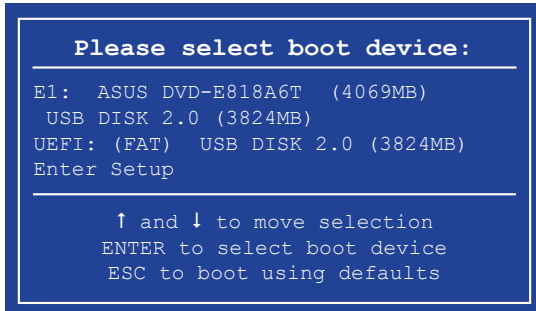 Please select boot device:
E1: ASUS DVD-E818A6T (4069MB)
USB DISK 2.0 (3824MB)
UEFI: (FAT) USB DISK 2.0 (3824MB)
Enter Setup
↑ and ↓ to move selection
ENTER to select boot device
ESC to boot using defaults